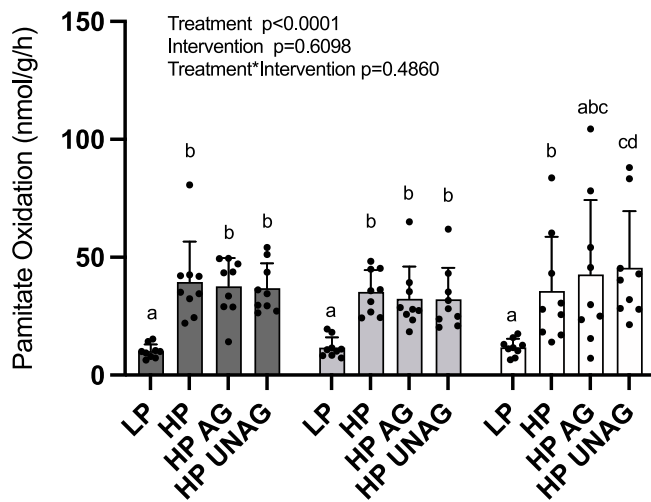 150
100
50
0
Pamitate Oxidation (nmol/g/h)
Treatment p<0.0001
Intervention p=0.6098
Treatment*Intervention p=0.4860
a
b
b
b
a
b
b
b
a
b
abc
cd
LP
HP
HP AG
HP UNAG
LP
HP
HP AG
HP UNAG
LP
HP
HP AG
HP UNAG